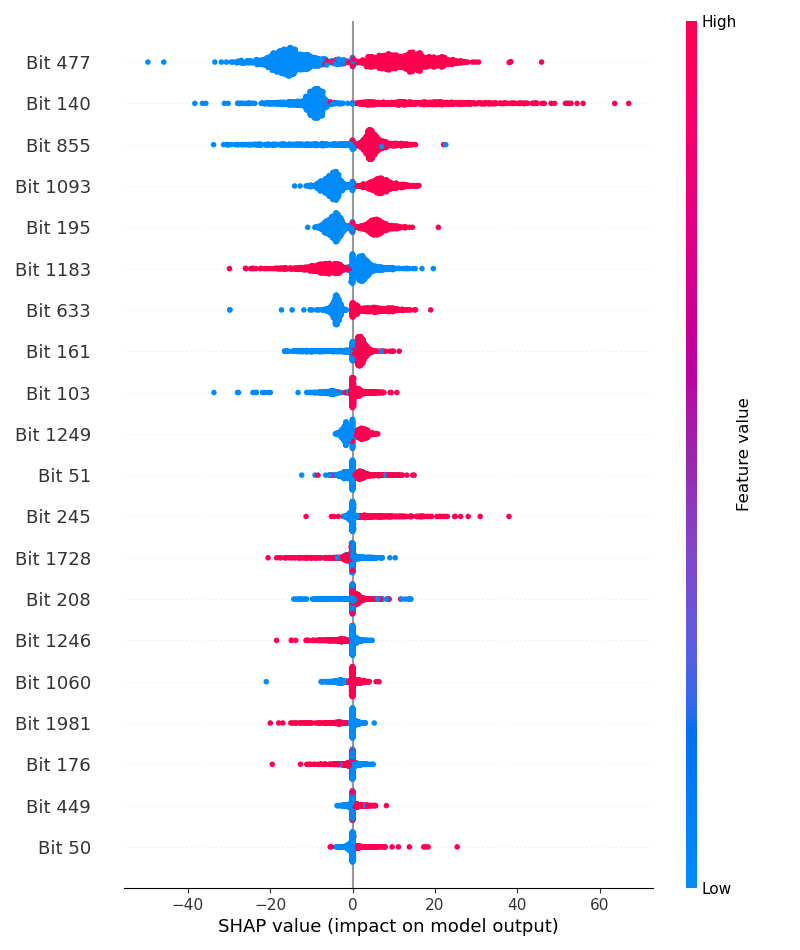 High
Bit 477
Bit 140
Bit 855
Bit 1093
Bit 195
Bit 1183
Bit 633
Bit 161
Bit 103
Bit 1249
Bit 51
Bit 245
Bit 1728
Bit 208
Bit 1246
Bit 1060
Bit 1981
Bit 176
Bit 449
Bit 50
Feature value
Low
−40 −20 0 20 40 60
SHAP value (impact on model output)